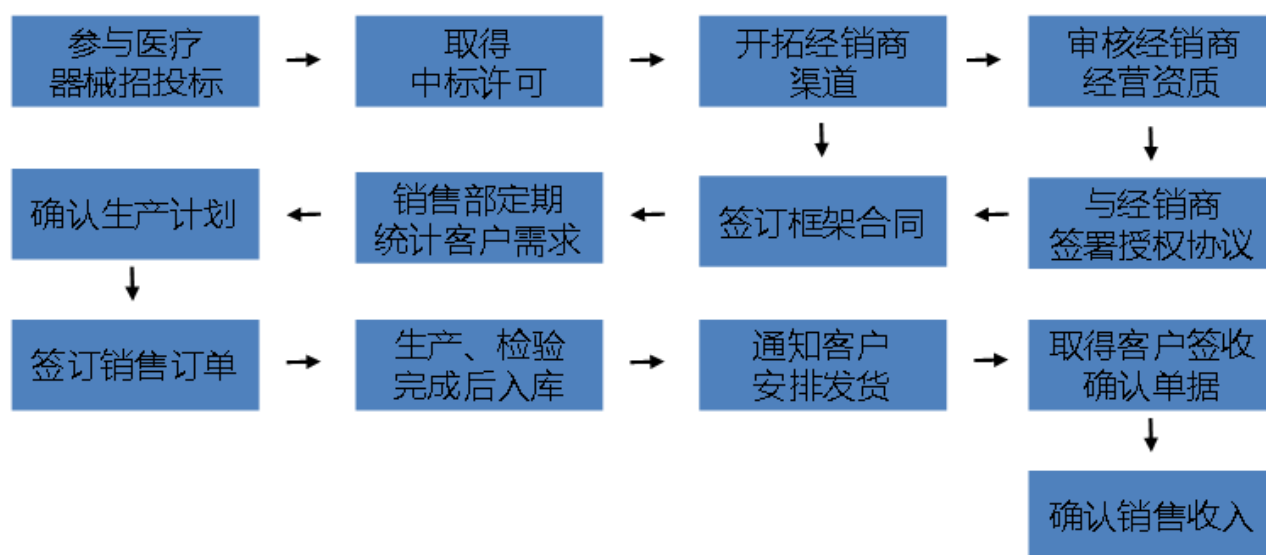 参与医疗
器械招投标
取得
中标许可
开拓经销商
渠道
审核经销商
经营资质
确认生产计划
销售部定期
统计客户需求
签订框架合同
与经销商
签署授权协议
签订销售订单
生产、检验
完成后入库
通知客户
安排发货
取得客户签收
确认单据
确认销售收入